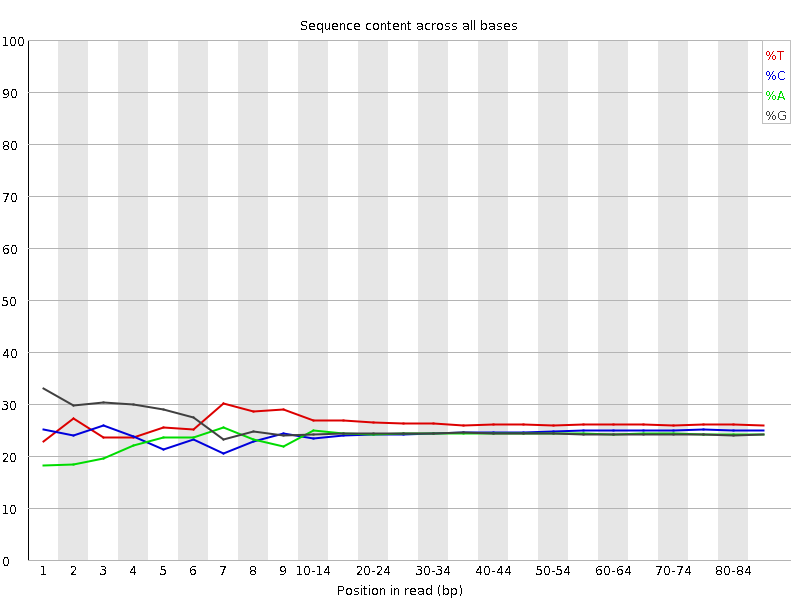 Sequence content across all bases
100
90
80
70
60
50
40
30
20
10
0
%T
%C
%A
%G
1 2 3 4 5 6 7 8 9 10-14 20-24 30-34 40-44 50-54 60-64 70-74 80-84
Position in read (bp)